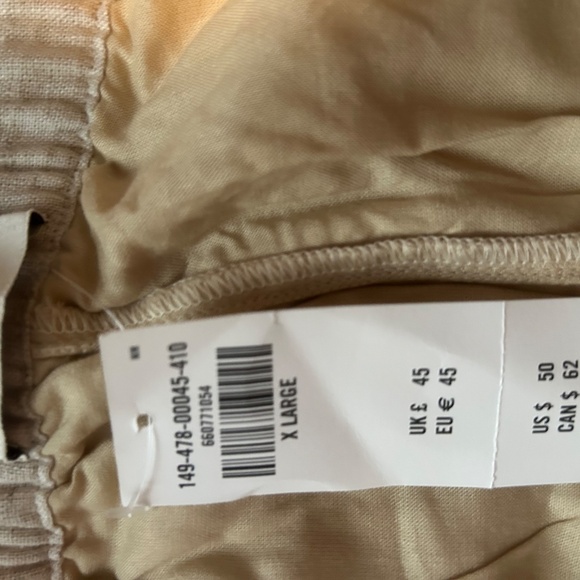 149-478-00045-410
660771054
X LARGE
UK £ 45
EU € 45
US $ 50
CAN $ 62